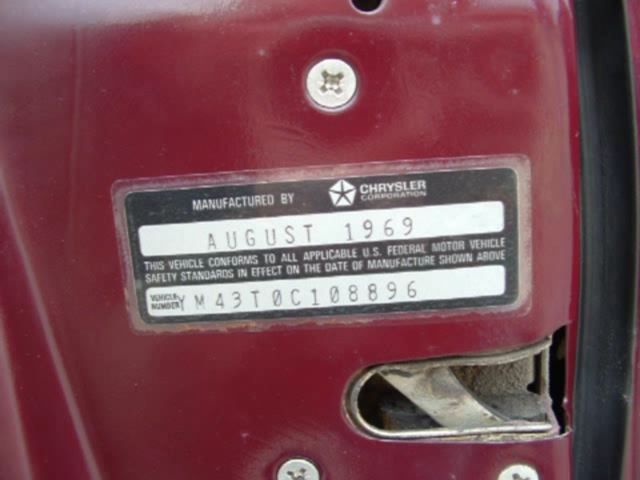 MANUFACTURED BY CHRYSLER CORPORATION
AUGUST 1969
THIS VEHICLE CONFORMS TO ALL APPLICABLE U.S. FEDERAL MOTOR VEHICLE
SAFETY STANDARDS IN EFFECT ON THE DATE OF MANUFACTURE SHOWN ABOVE
VEHICLE NUMBER YM43T0C108896